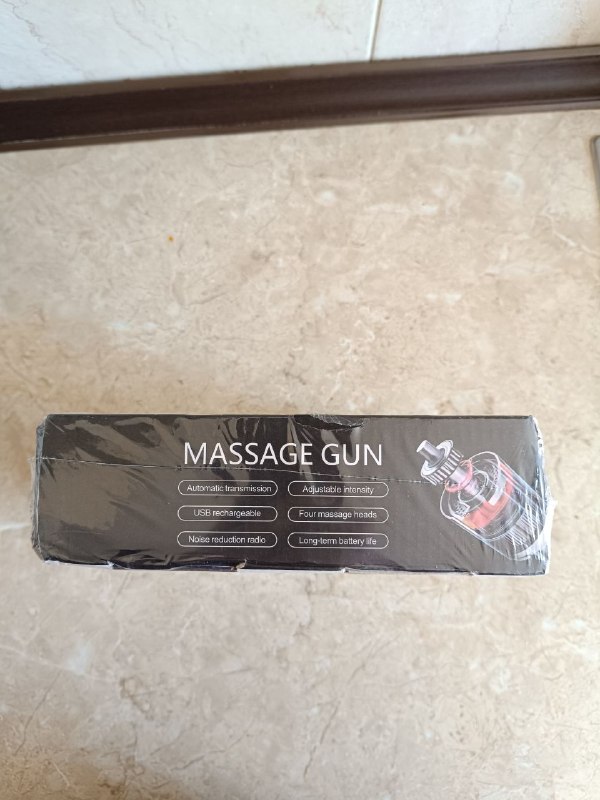 MASSAGE GUN
Automatic transmission
Adjustable intensity
USB rechargeable
Four massage heads
Noise reduction radio
Long-term battery life